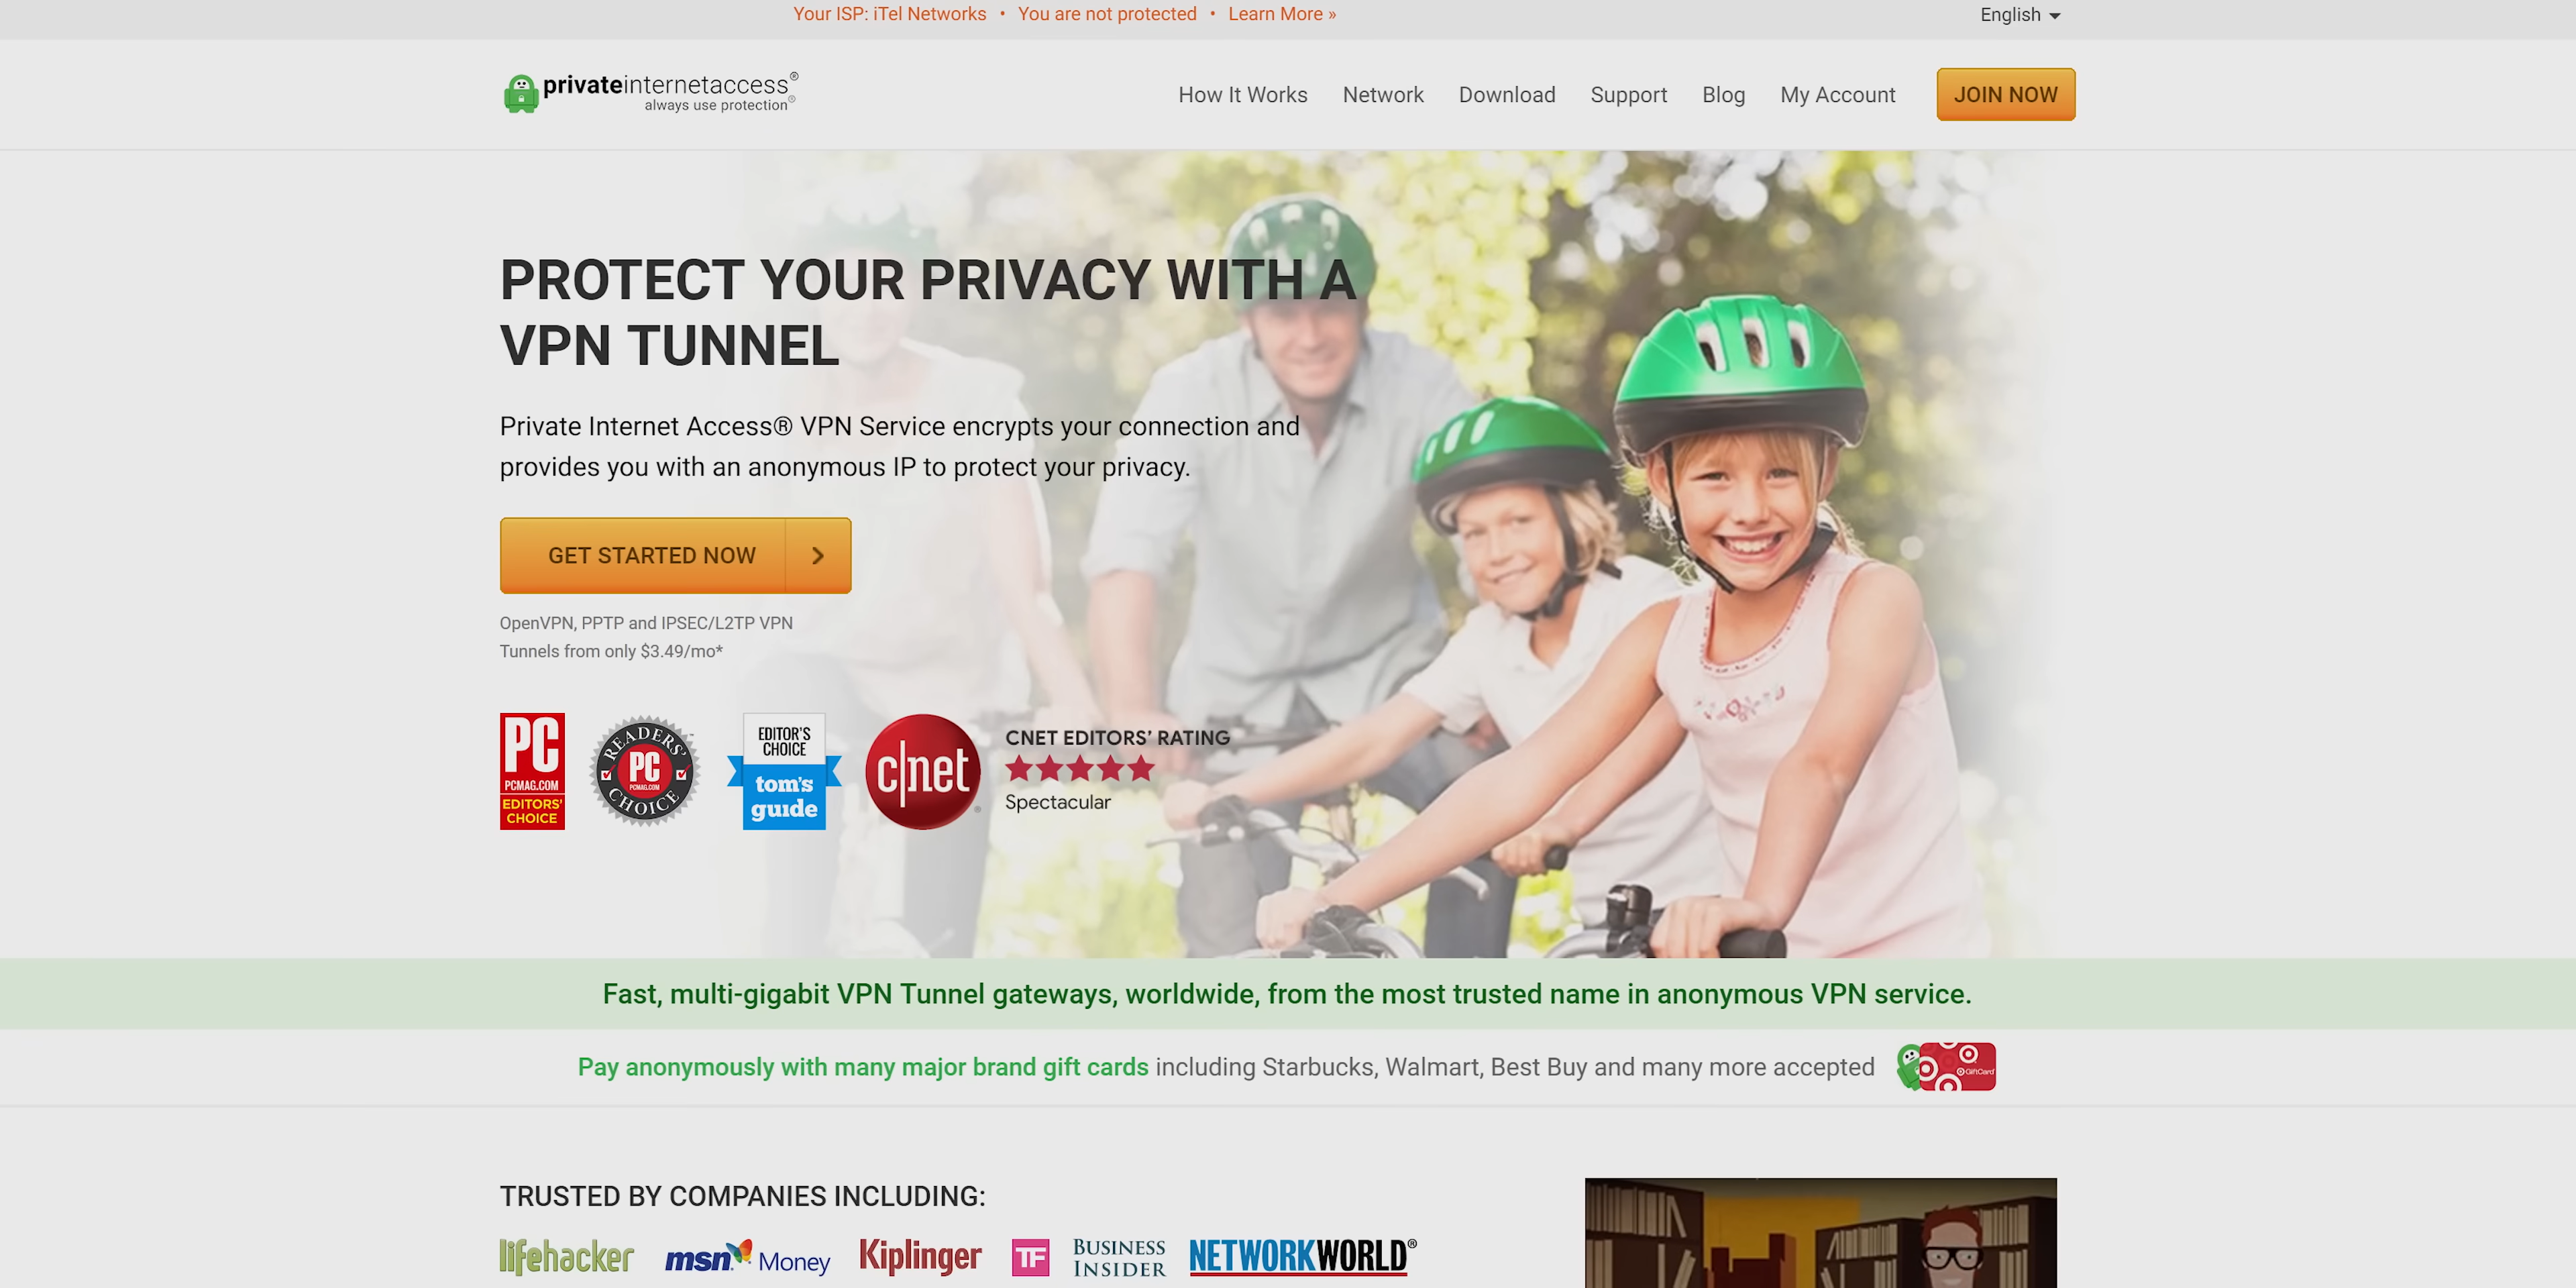 Your ISP: iTel Networks • You are not protected • Learn More »
English
privateinternetaccess®
always use protection®
How It Works
Network
Download
Support
Blog
My Account
JOIN NOW
PROTECT YOUR PRIVACY WITH A
VPN TUNNEL
Private Internet Access® VPN Service encrypts your connection and
provides you with an anonymous IP to protect your privacy.
GET STARTED NOW
OpenVPN, PPTP and IPSEC/L2TP VPN
Tunnels from only $3.49/mo*
PC
PCMAG.COM
EDITORS'
CHOICE
READERS'
PC
PCMAG.COM
CHOICE
EDITOR'S
CHOICE
tom's
guide
c|net
CNET EDITORS' RATING
Spectacular
Fast, multi-gigabit VPN Tunnel gateways, worldwide, from the most trusted name in anonymous VPN service.
Pay anonymously with many major brand gift cards including Starbucks, Walmart, Best Buy and many more accepted
GiftCard
TRUSTED BY COMPANIES INCLUDING:
lifehacker
msn Money
Kiplinger
TF
BUSINESS
INSIDER
NETWORKWORLD®